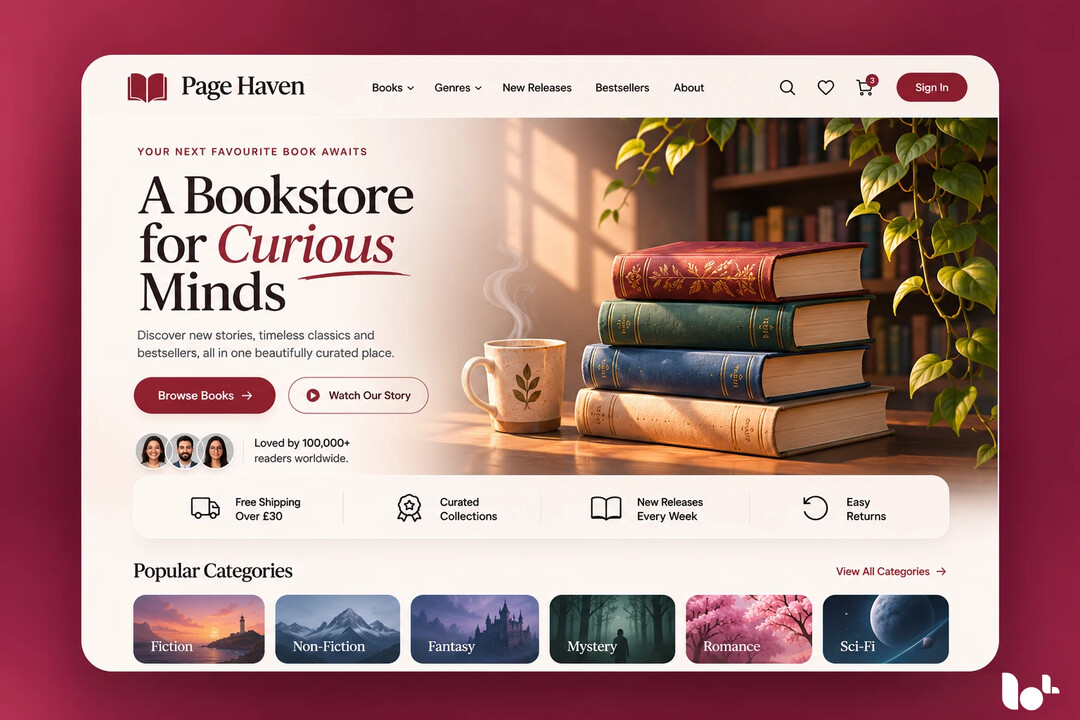 Page Haven
Books
Genres
New Releases
Bestsellers
About
3
Sign In
YOUR NEXT FAVOURITE BOOK AWAITS
A Bookstore
for Curious
Minds
Discover new stories, timeless classics and
bestsellers, all in one beautifully curated place.
Browse Books →
Watch Our Story
Loved by 100,000+
readers worldwide.
Free Shipping
Over £30
Curated
Collections
New Releases
Every Week
Easy
Returns
Popular Categories
View All Categories →
Fiction
Non-Fiction
Fantasy
Mystery
Romance
Sci-Fi